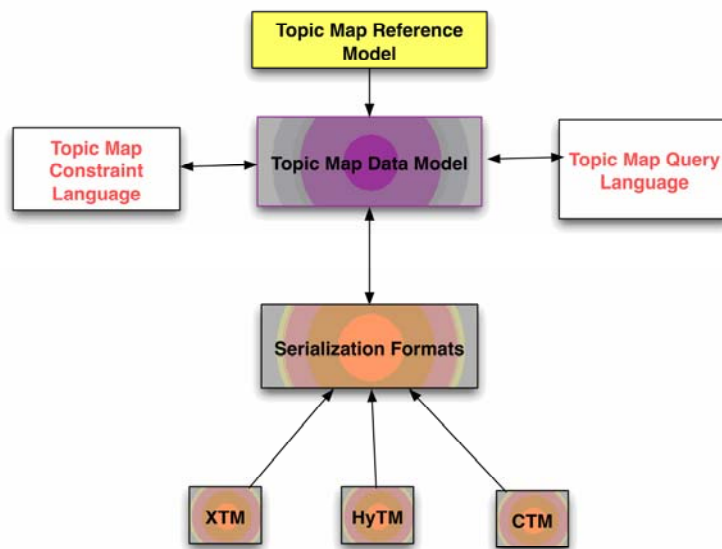 Topic Map Reference
Model
Topic Map
Constraint
Language
Topic Map Data Model
Topic Map Query
Language
Serialization Formats
XTM
HyTM
CTM